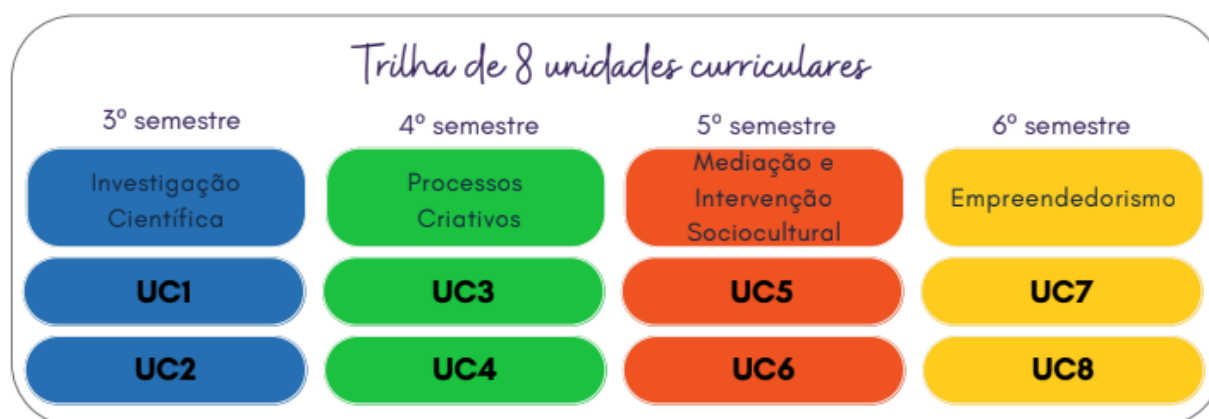 Trilha de 8 unidades curriculares
3º semestre
4º semestre
5º semestre
6º semestre
Investigação
Científica
Processos
Criativos
Mediação e
Intervenção
Sociocultural
Empreendedorismo
UC1
UC3
UC5
UC7
UC2
UC4
UC6
UC8